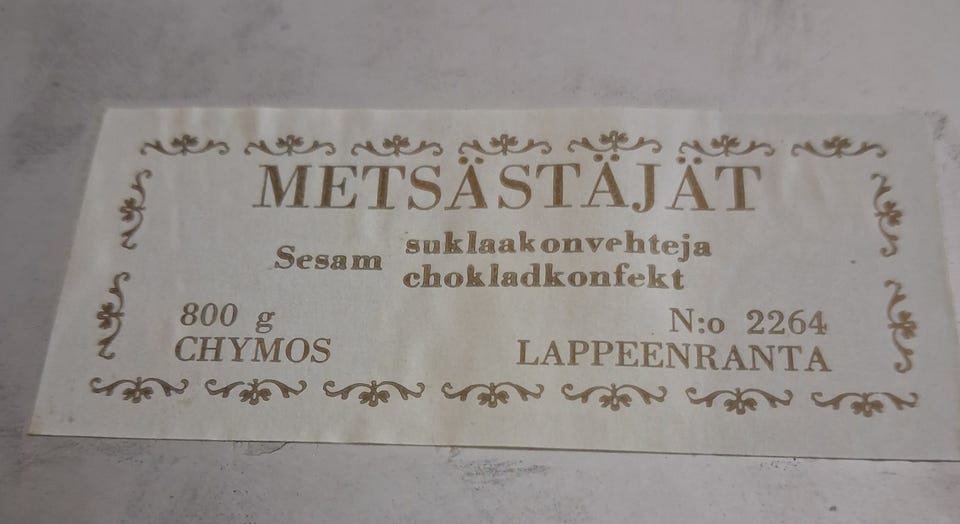 METSÄSTÄJÄT
Sesam suklaakonvehteja
chokladkonfekt
800 g N:o 2264
CHYMOS LAPPEENRANTA